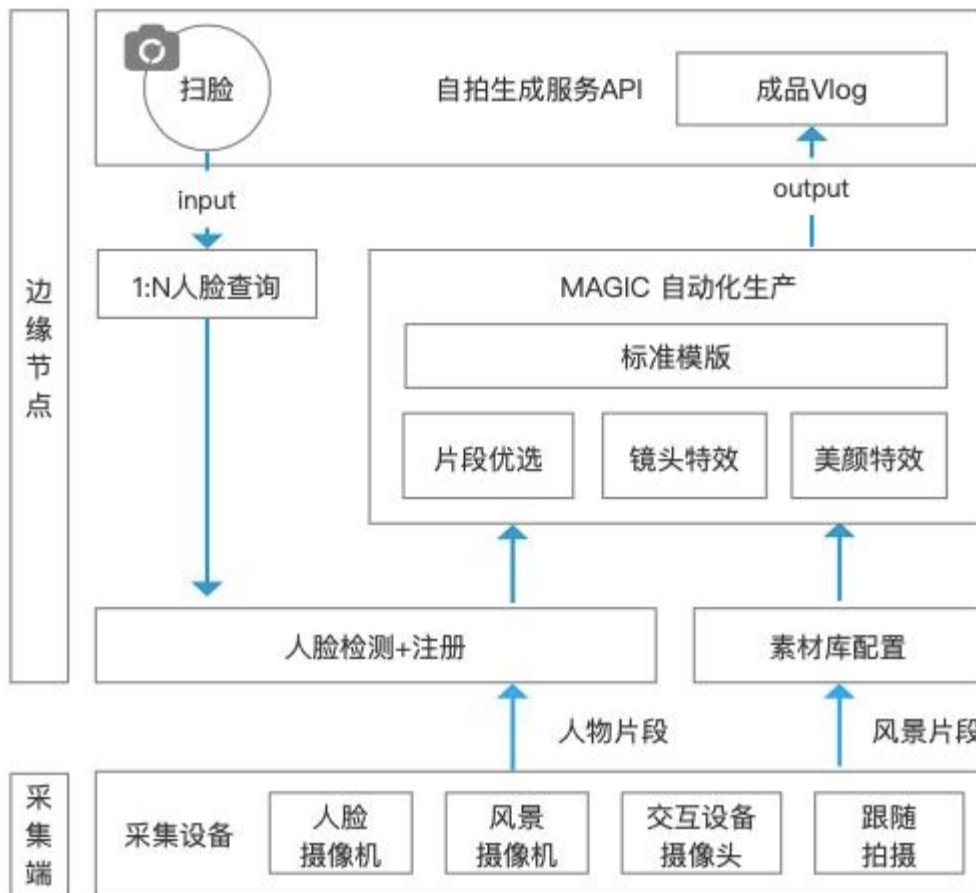 扫脸
自拍生成服务API
成品Vlog
input
output
边缘节点
1:N人脸查询
MAGIC 自动化生产
标准模版
片段优选
镜头特效
美颜特效
人脸检测+注册
素材库配置
人物片段
风景片段
采集端
采集设备
人脸
摄像机
风景
摄像机
交互设备
摄像头
跟随
拍摄